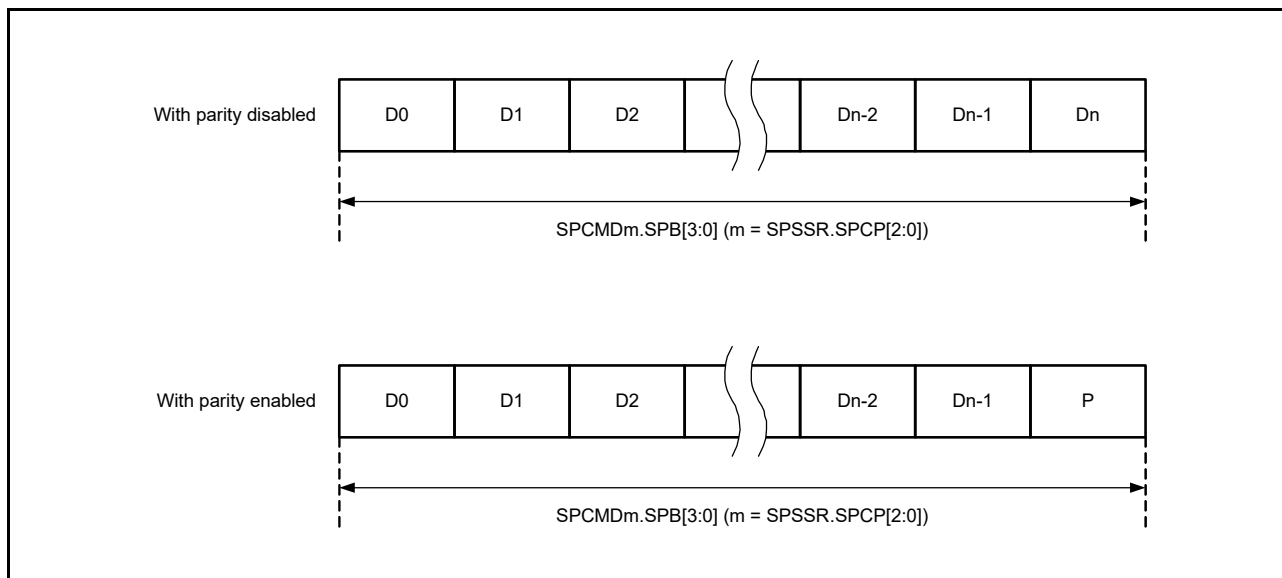 With parity disabled D0 D1 D2 Dn-2 Dn-1 Dn
SPCMDm.SPB[3:0] (m = SPSSR.SPCP[2:0])
With parity enabled D0 D1 D2 Dn-2 Dn-1 P
SPCMDm.SPB[3:0] (m = SPSSR.SPCP[2:0])